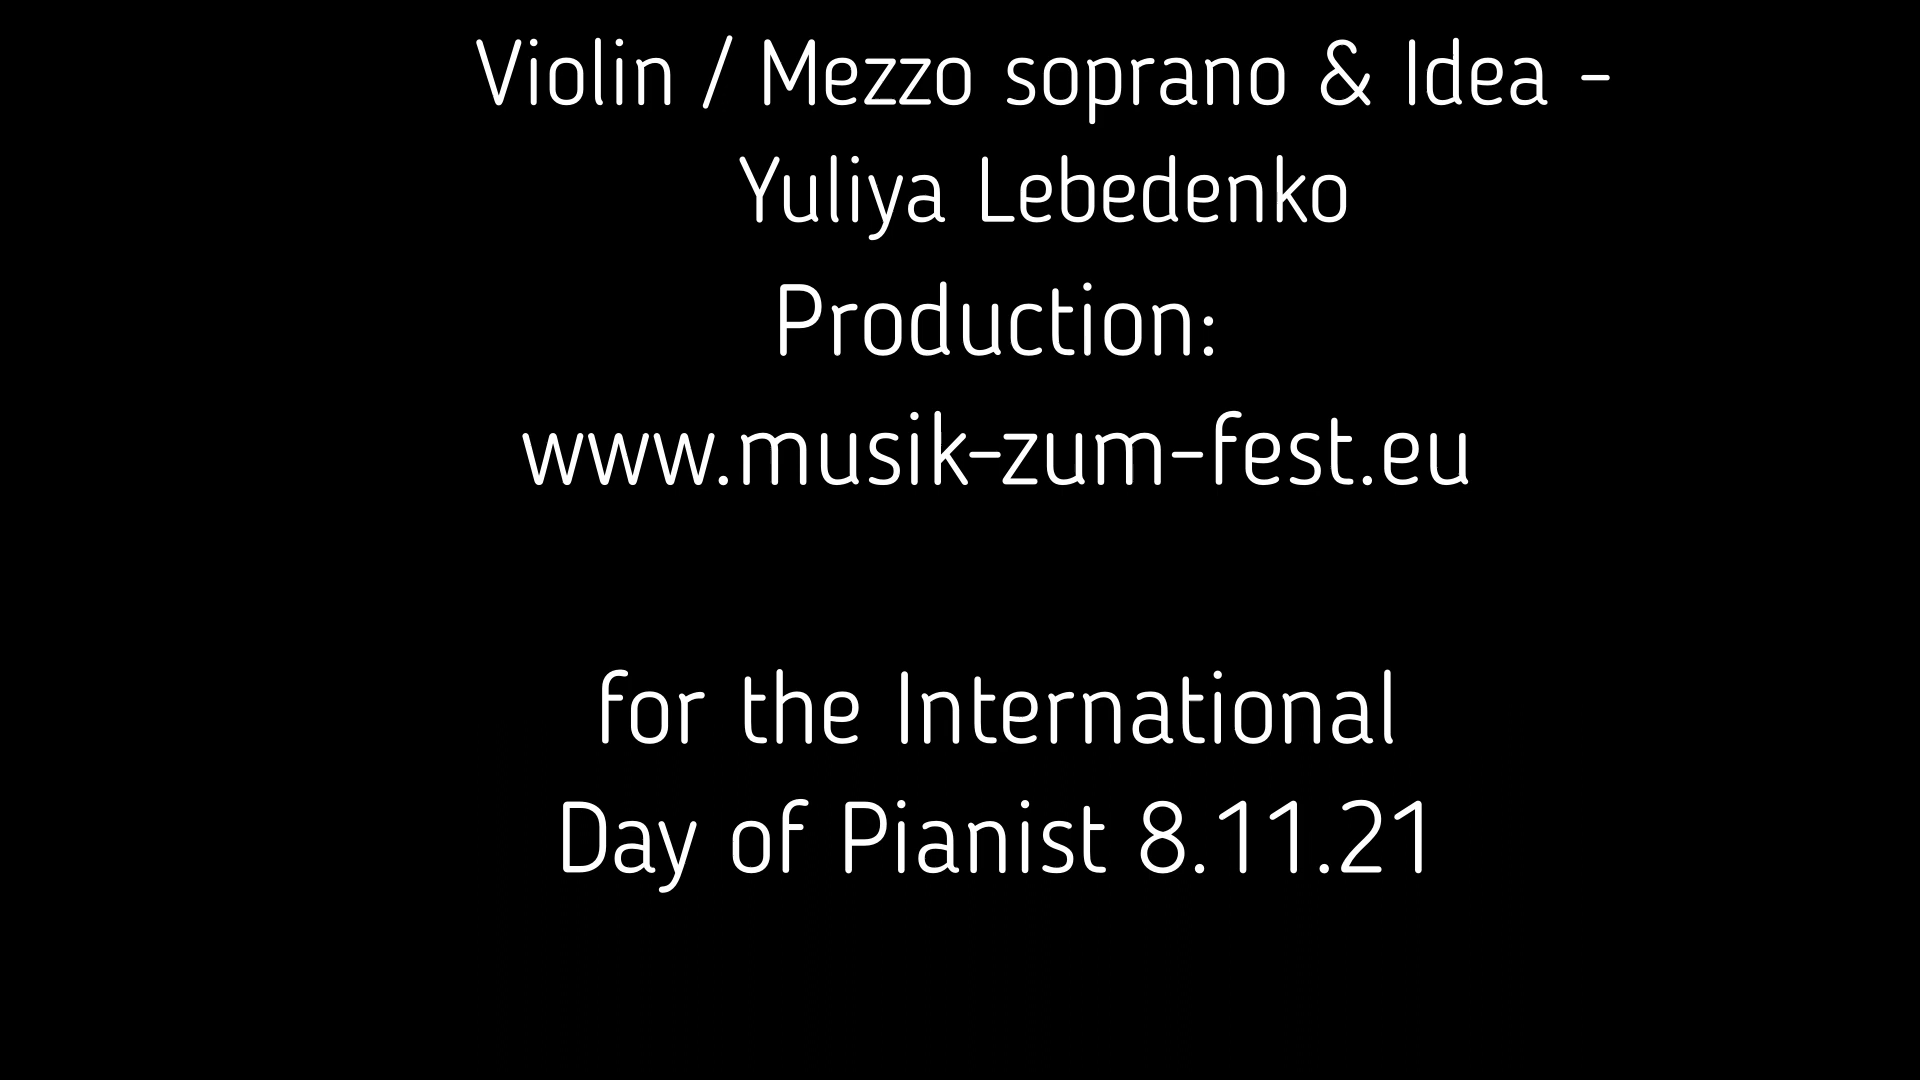 Violin / Mezzo soprano & Idea -
Yuliya Lebedenko
Production:
www.musik-zum-fest.eu
for the International
Day of Pianist 8.11.21